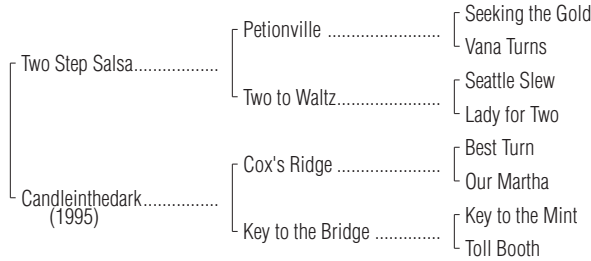 Seeking the Gold
Petionville ......................
Vana Turns
Two Step Salsa.................
Seattle Slew
Two to Waltz.....................
Lady for Two
Best Turn
Cox's Ridge .....................
Our Martha
Candleinthedark...............
(1995)
Key to the Mint
Key to the Bridge .............
Toll Booth